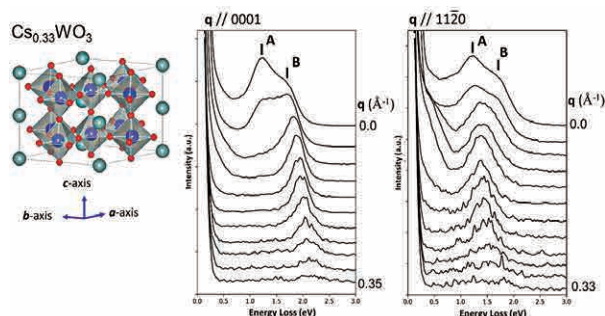 Cs0.33WO3
c-axis
b-axis
a-axis
q // 0001
A
B
q (Å-1)
0.0
0.35
Intensity (a.u.)
0.0 0.5 1.0 1.5 2.0 2.5 3.0
Energy Loss (eV)
q // 112̅0
A
B
q (Å-1)
0.0
0.33
Intensity (a.u.)
0.0 0.5 1.0 1.5 2.0 2.5 3.0
Energy Loss (eV)